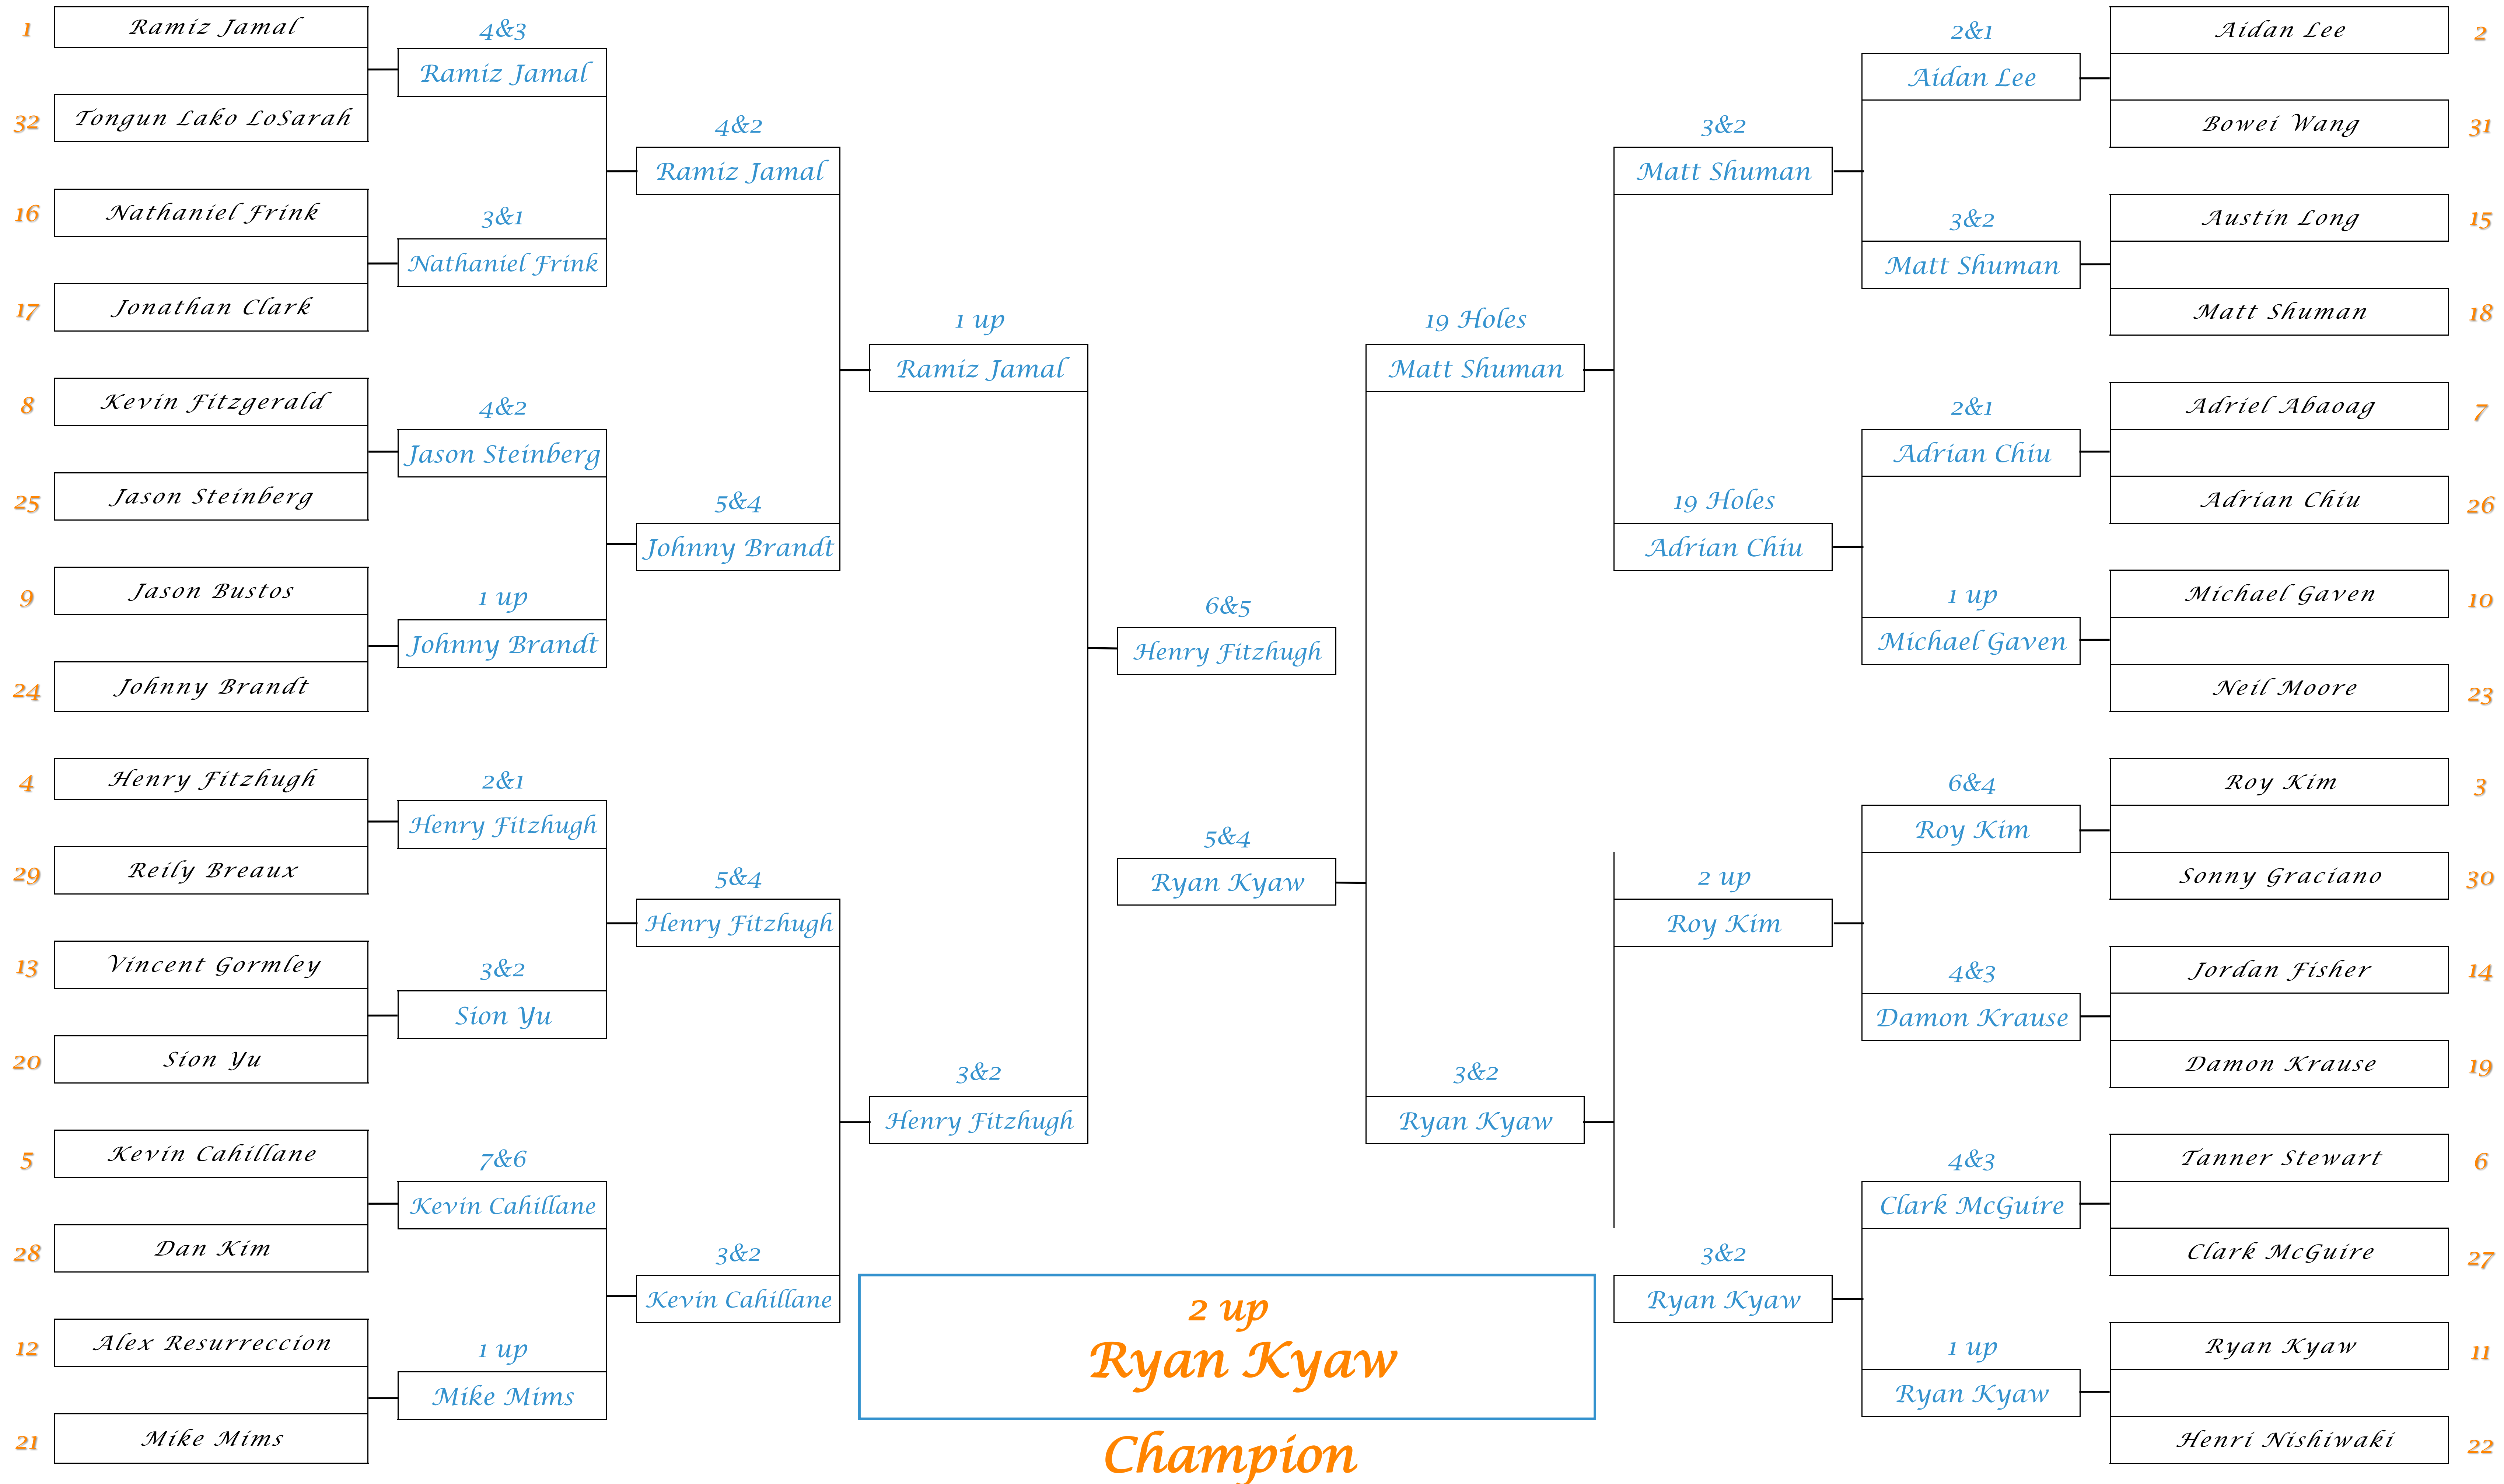 1
Ramiz Jamal
32
Tongun Lako LoSarah
16
Nathaniel Frink
17
Jonathan Clark
8
Kevin Fitzgerald
25
Jason Steinberg
9
Jason Bustos
24
Johnny Brandt
4
Henry Fitzhugh
29
Reily Breaux
13
Vincent Gormley
20
Sion Yu
5
Kevin Cahillane
28
Dan Kim
12
Alex Resurreccion
21
Mike Mims
4&3
Ramiz Jamal
3&1
Nathaniel Frink
4&2
Jason Steinberg
1 up
Johnny Brandt
2&1
Henry Fitzhugh
3&2
Sion Yu
7&6
Kevin Cahillane
1 up
Mike Mims
4&2
Ramiz Jamal
5&4
Johnny Brandt
5&4
Henry Fitzhugh
3&2
Kevin Cahillane
1 up
Ramiz Jamal
3&2
Henry Fitzhugh
6&5
Henry Fitzhugh
5&4
Ryan Kyaw
2 up
Ryan Kyaw
Champion
19 Holes
Matt Shuman
3&2
Ryan Kyaw
3&2
Matt Shuman
19 Holes
Adrian Chiu
2 up
Roy Kim
3&2
Ryan Kyaw
2&1
Aidan Lee
3&2
Matt Shuman
2&1
Adrian Chiu
1 up
Michael Gaven
6&4
Roy Kim
4&3
Damon Krause
4&3
Clark McGuire
1 up
Ryan Kyaw
Aidan Lee
2
Bowei Wang
31
Austin Long
15
Matt Shuman
18
Adriel Abaoag
7
Adrian Chiu
26
Michael Gaven
10
Neil Moore
23
Roy Kim
3
Sonny Graciano
30
Jordan Fisher
14
Damon Krause
19
Tanner Stewart
6
Clark McGuire
27
Ryan Kyaw
11
Henri Nishiwaki
22